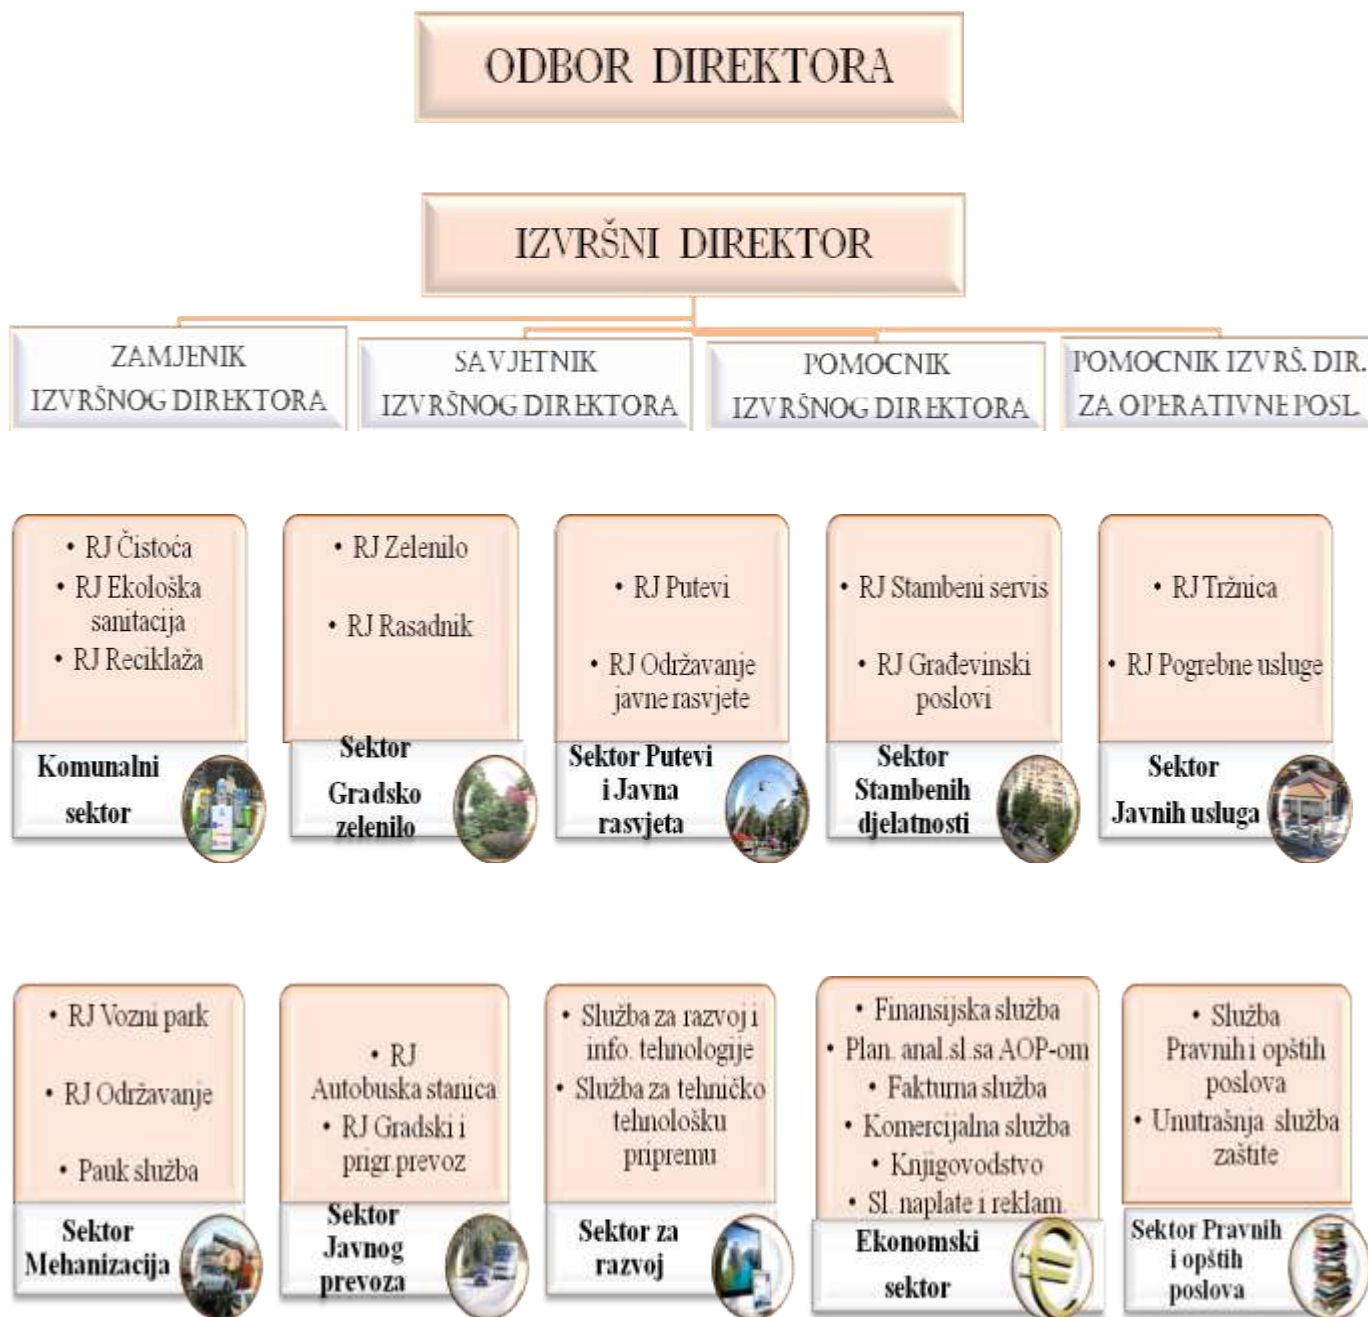 ODBOR DIREKTORA
IZVRŠNI DIREKTOR
ZAMJENIK
IZVRŠNOG DIREKTORA
SAVJETNIK
IZVRŠNOG DIREKTORA
POMOCNIK
IZVRŠNOG DIREKTORA
POMOCNIK IZVRŠ. DIR.
ZA OPERATIVNE POSL.
• RJ Čistoća
• RJ Ekološka
sanitacija
• RJ Reciklaža
Komunalni
sektor
• RJ Zelenilo
• RJ Rasadnik
Sektor
Gradsko
zelenilo
• RJ Putevi
• RJ Održavanje
javne rasvjete
Sektor Putevi
i Javna
rasvjeta
• RJ Stambeni servis
• RJ Građevinski
poslovi
Sektor
Stambenih
djelatnosti
• RJ Tržnica
• RJ Pogrebne usluge
Sektor
Javnih usluga
• RJ Vozni park
• RJ Održavanje
• Pauk služba
Sektor
Mehanizacija
• RJ
Autobuska stanica
• RJ Gradski i
prigr.prevoz
Sektor
Javnog
prevoza
• Služba za razvoj i
info. tehnologije
• Služba za tehničko
tehnološku
pripremu
Sektor za
razvoj
• Finansijska služba
• Plan. anal.sl.sa AOP-om
• Fakturna služba
• Komercijalna služba
• Knjigovodstvo
• Sl. naplate i reklam.
Ekonomski
sektor
• Služba
Pravnih i opštih
poslova
• Unutrašnja služba
zaštite
Sektor Pravnih
i opštih
poslova